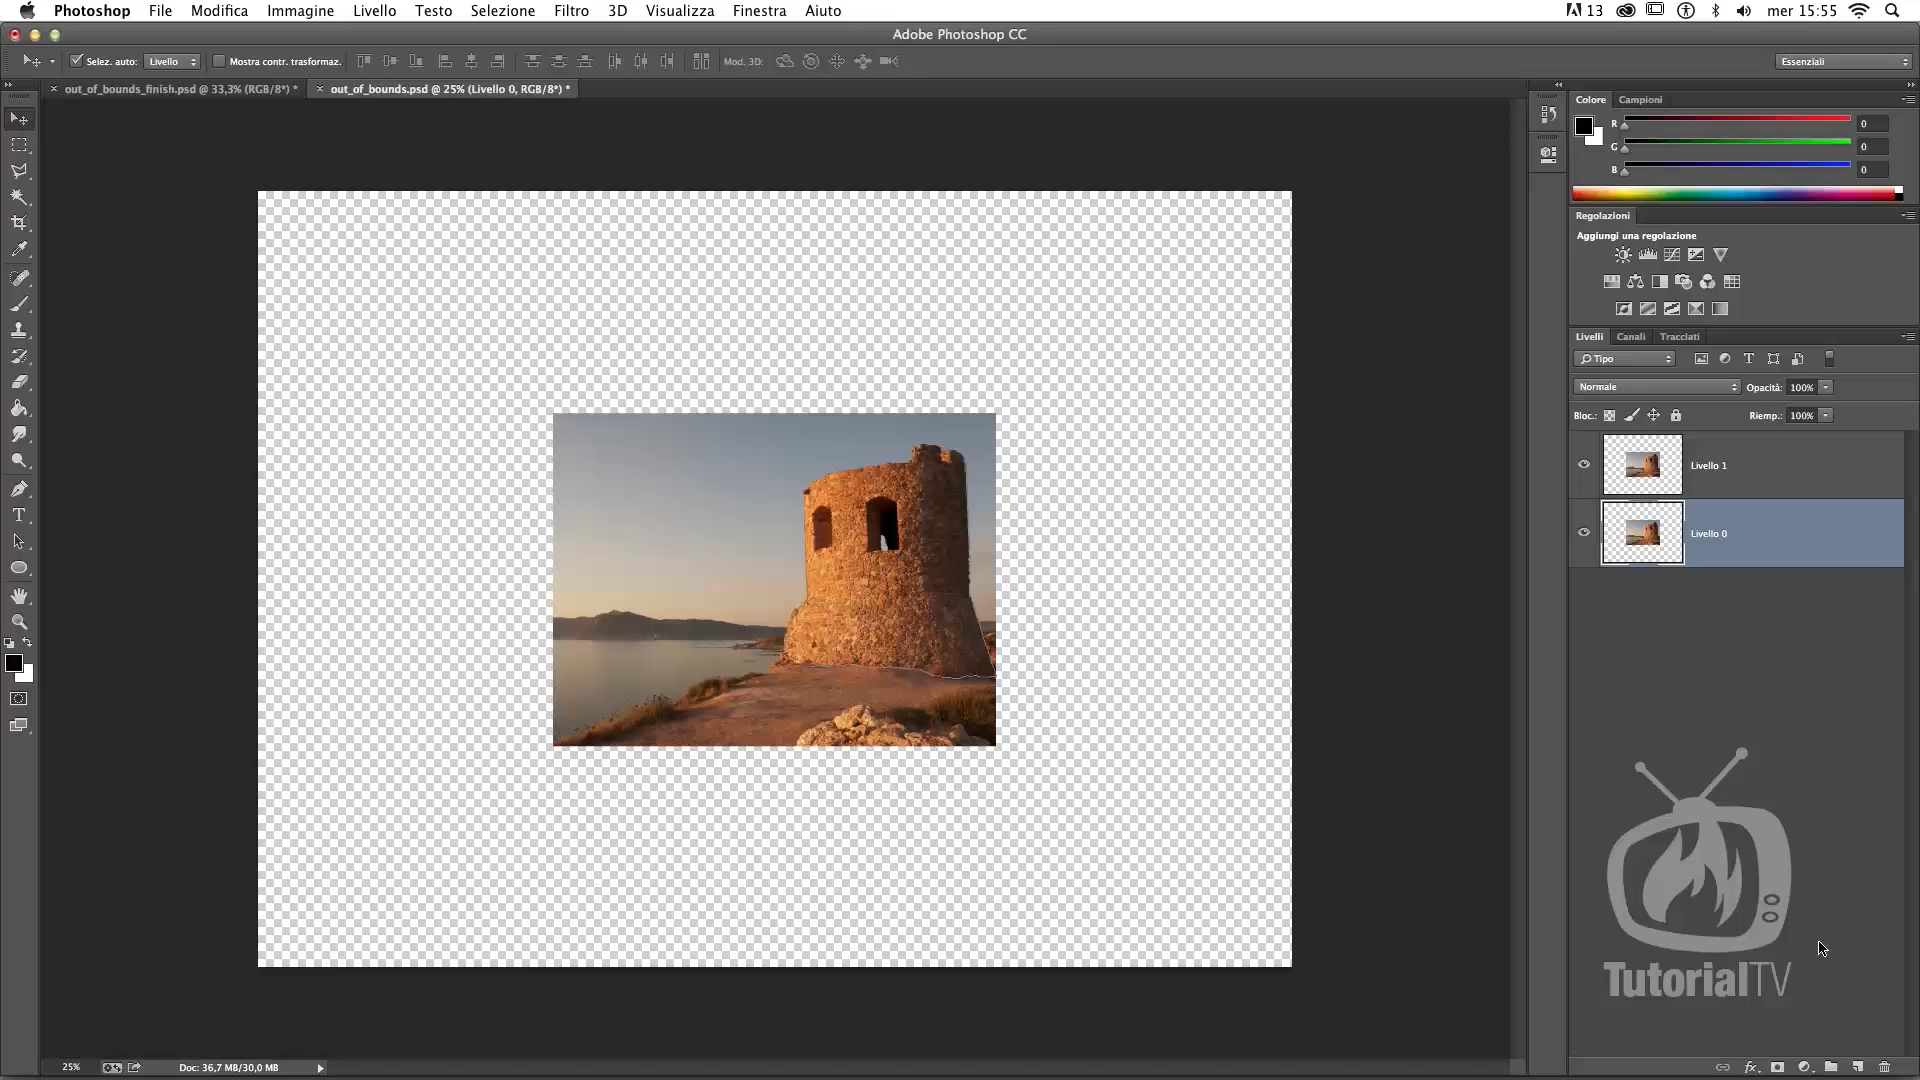 Photoshop File Modifica Immagine Livello Testo Selezione Filtro 3D Visualizza Finestra Aiuto 13 mer 15:55
Adobe Photoshop CC
Selez. auto: Livello Mostra contr. trasformaz. Mod. 3D: Essenziali
out_of_bounds_finish.psd @ 33,3% (RGB/8*) * out_of_bounds.psd @ 25% (Livello 0, RGB/8*) *
Colore Campioni
R 0
G 0
B 0
Regolazioni
Aggiungi una regolazione
Livelli Canali Tracciati
Tipo
Normale Opacità: 100%
Bloc.: Riemp.: 100%
Livello 1
Livello 0
TutorialTV
25% Doc: 36,7 MB/30,0 MB